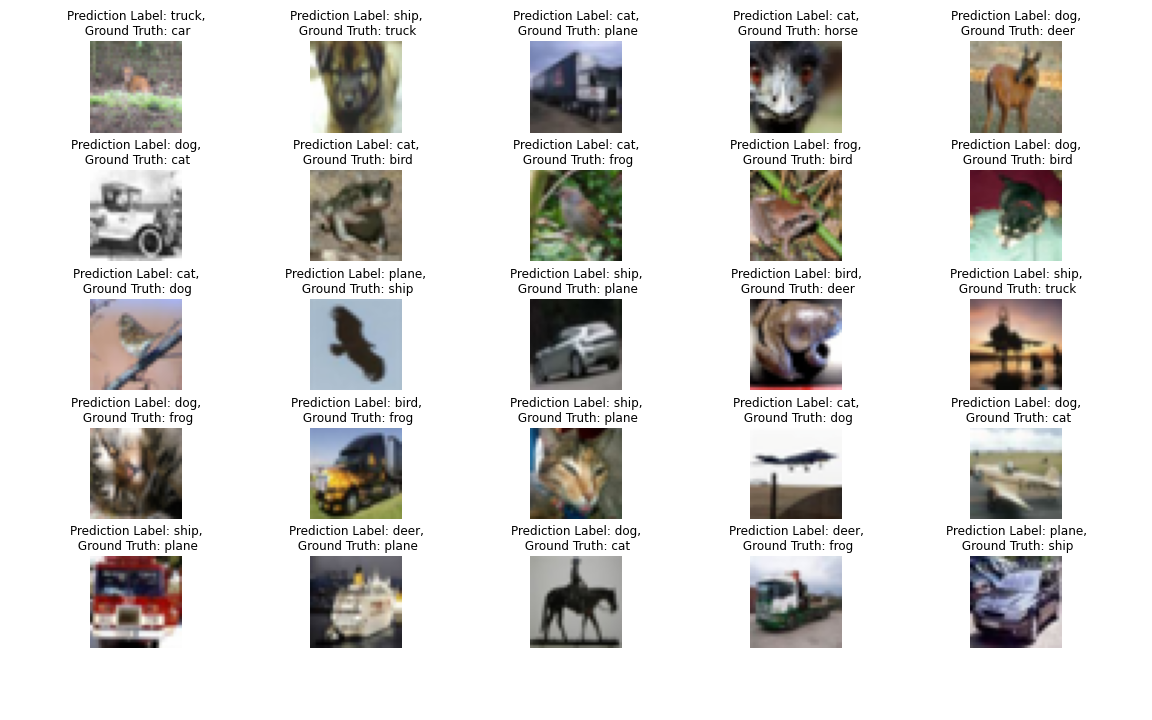 Prediction Label: truck,
Ground Truth: car
Prediction Label: ship,
Ground Truth: truck
Prediction Label: cat,
Ground Truth: plane
Prediction Label: cat,
Ground Truth: horse
Prediction Label: dog,
Ground Truth: deer
Prediction Label: dog,
Ground Truth: cat
Prediction Label: cat,
Ground Truth: bird
Prediction Label: cat,
Ground Truth: frog
Prediction Label: frog,
Ground Truth: bird
Prediction Label: dog,
Ground Truth: bird
Prediction Label: cat,
Ground Truth: dog
Prediction Label: plane,
Ground Truth: ship
Prediction Label: ship,
Ground Truth: plane
Prediction Label: bird,
Ground Truth: deer
Prediction Label: ship,
Ground Truth: truck
Prediction Label: dog,
Ground Truth: frog
Prediction Label: bird,
Ground Truth: frog
Prediction Label: ship,
Ground Truth: plane
Prediction Label: cat,
Ground Truth: dog
Prediction Label: dog,
Ground Truth: cat
Prediction Label: ship,
Ground Truth: plane
Prediction Label: deer,
Ground Truth: plane
Prediction Label: dog,
Ground Truth: cat
Prediction Label: deer,
Ground Truth: frog
Prediction Label: plane,
Ground Truth: ship